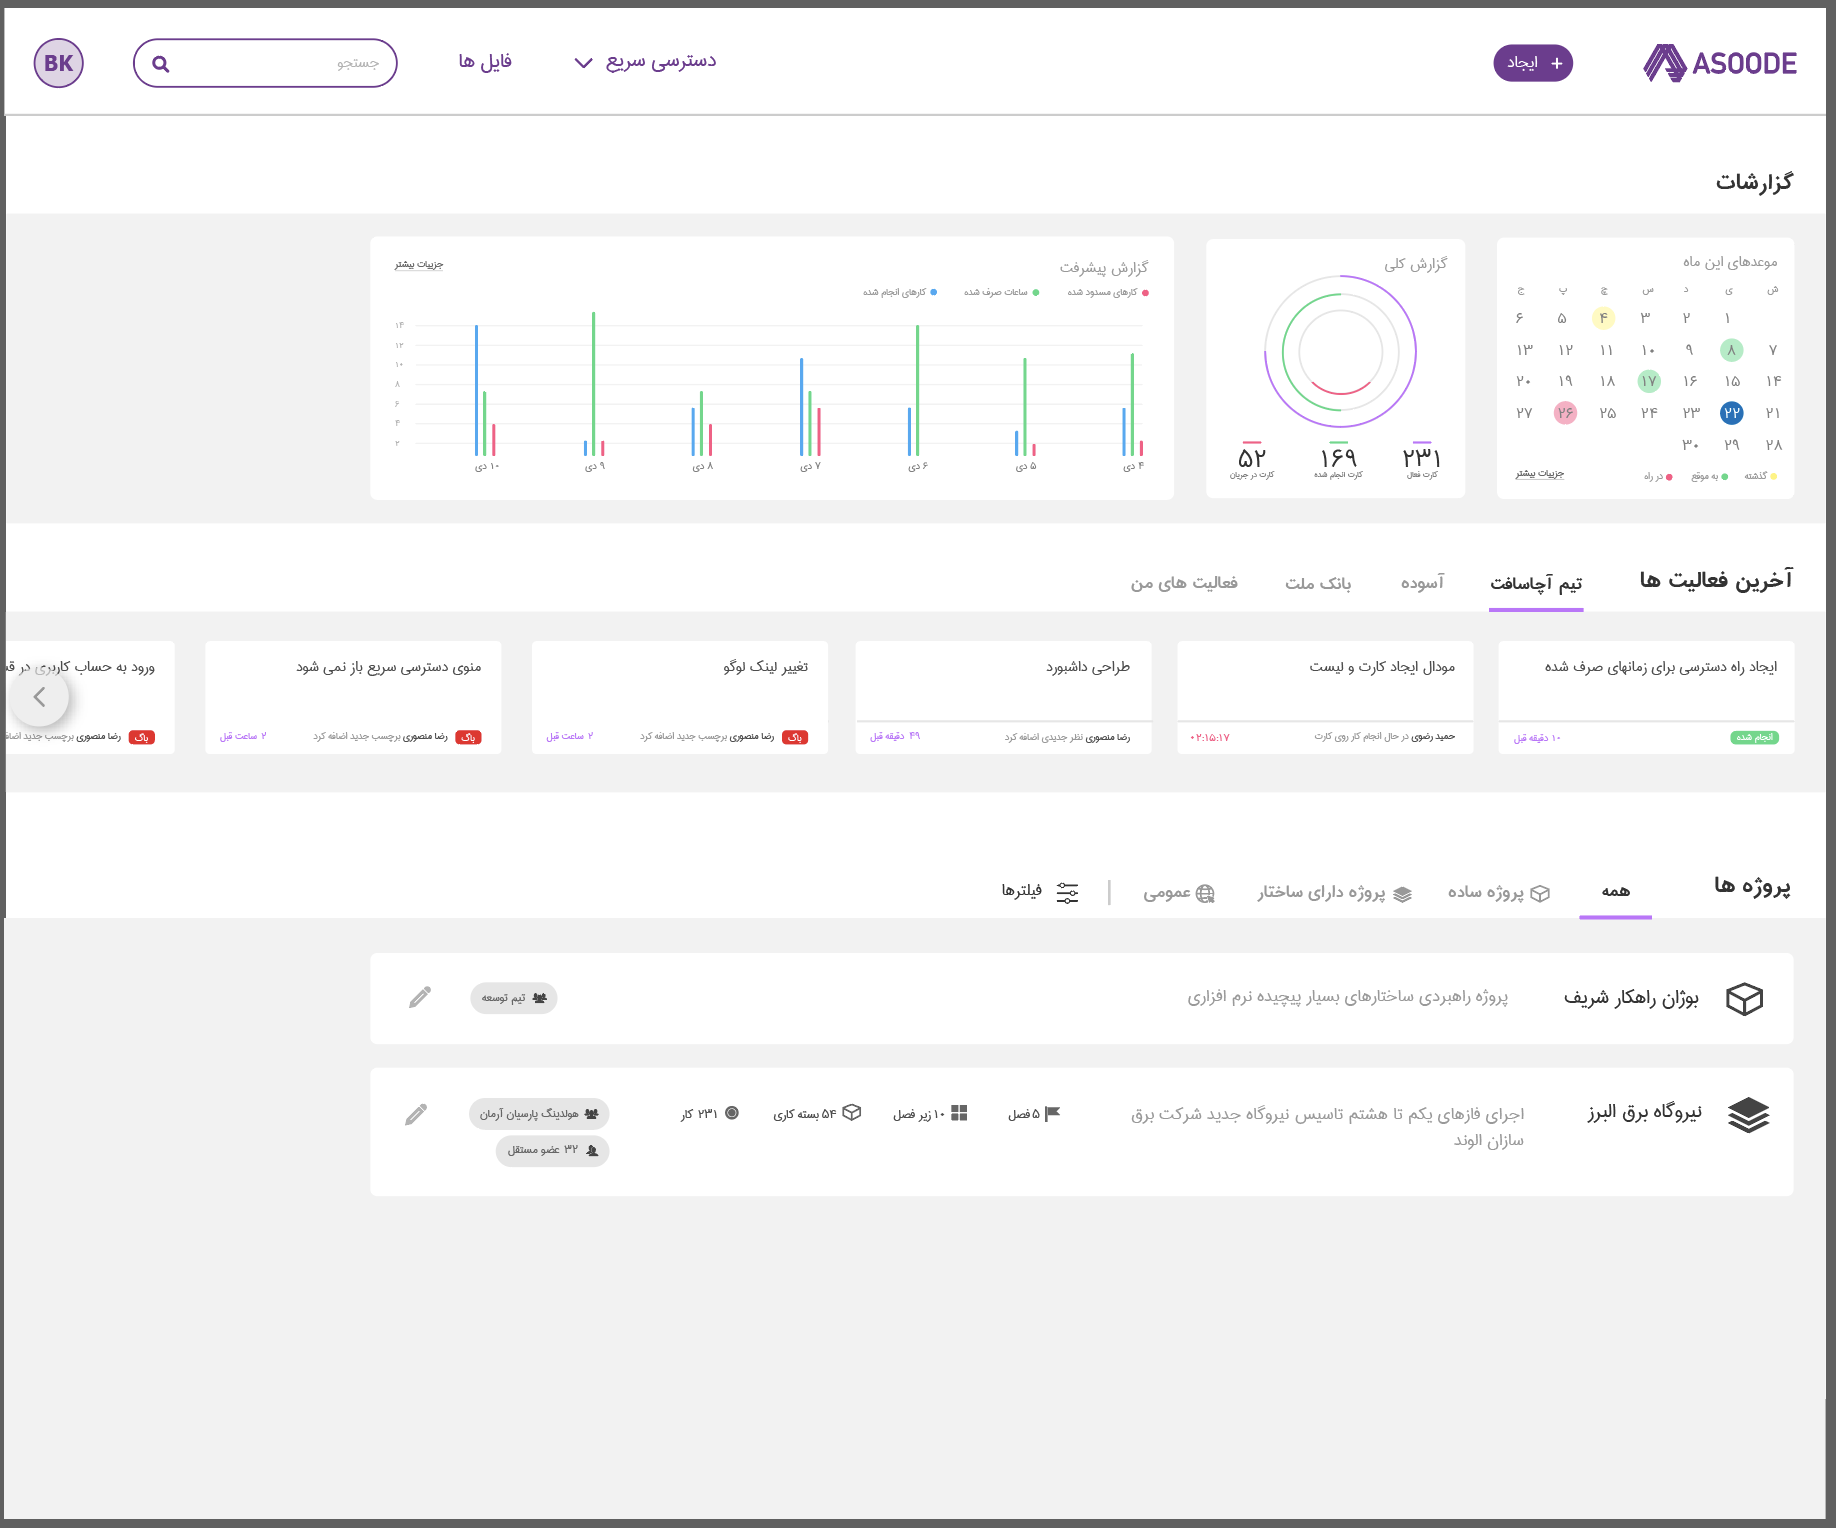 ASOODE
+ ایجاد
دسترسی سریع
فایل ها
جستجو
BK
گزارشات
موعدهای این ماه
ش ی د س چ پ ج
۱ ۲ ۳ ۴ ۵ ۶
۷ ۸ ۹ ۱۰ ۱۱ ۱۲ ۱۳
۱۴ ۱۵ ۱۶ ۱۷ ۱۸ ۱۹ ۲۰
۲۱ ۲۲ ۲۳ ۲۴ ۲۵ ۲۶ ۲۷
۲۸ ۲۹ ۳۰
گذشته
به موقع
در راه
جزییات بیشتر
گزارش کلی
۲۳۱
کارت فعال
۱۶۹
کارت انجام شده
۵۲
کارت در جریان
گزارش پیشرفت
جزییات بیشتر
کارهای مسدود شده
ساعات صرف شده
کارهای انجام شده
۱۴
۱۲
۱۰
۸
۶
۴
۲
۴ دی
۵ دی
۶ دی
۷ دی
۸ دی
۹ دی
۱۰ دی
آخرین فعالیت ها
تیم آچاسافت
آسوده
بانک ملت
فعالیت های من
ایجاد راه دسترسی برای زمانهای صرف شده
انجام شده
۱۰ دقیقه قبل
مودال ایجاد کارت و لیست
حمید رضوی در حال انجام کار روی کارت
۰۲:۱۵:۱۷
طراحی داشبورد
رضا منصوری نظر جدیدی اضافه کرد
۴۹ دقیقه قبل
تغییر لینک لوگو
باگ
رضا منصوری برچسب جدید اضافه کرد
۲ ساعت قبل
منوی دسترسی سریع باز نمی شود
باگ
رضا منصوری برچسب جدید اضافه کرد
۲ ساعت قبل
ورود به حساب کاربری در
باگ
رضا منصوری برچسب جدید
پروژه ها
همه
پروژه ساده
پروژه دارای ساختار
عمومی
فیلترها
بوژان راهکار شریف
پروژه راهبردی ساختارهای بسیار پیچیده نرم افزاری
تیم توسعه
نیروگاه برق البرز
اجرای فازهای یکم تا هشتم تاسیس نیروگاه جدید شرکت برق
سازان الوند
۵ فصل
۱۰ زیر فصل
۵۴ بسته کاری
۲۳۱ کار
هولدینگ پارسیان آرمان
۳۲ عضو مستقل